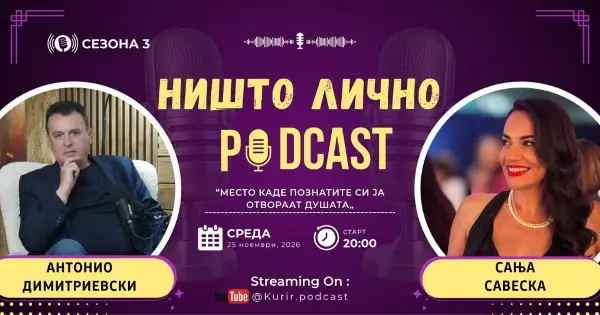 СЕЗОНА 3
НИШТО ЛИЧНО
PODCAST
"МЕСТО КАДЕ ПОЗНАТИТЕ СИ ЈА
ОТВОРААТ ДУШАТА„
СРЕДА
25 ноември, 2026
СТАРТ
20:00
АНТОНИО
ДИМИТРИЕВСКИ
Streaming On :
YouTube @Kurir.podcast
САЊА
САВЕСКА